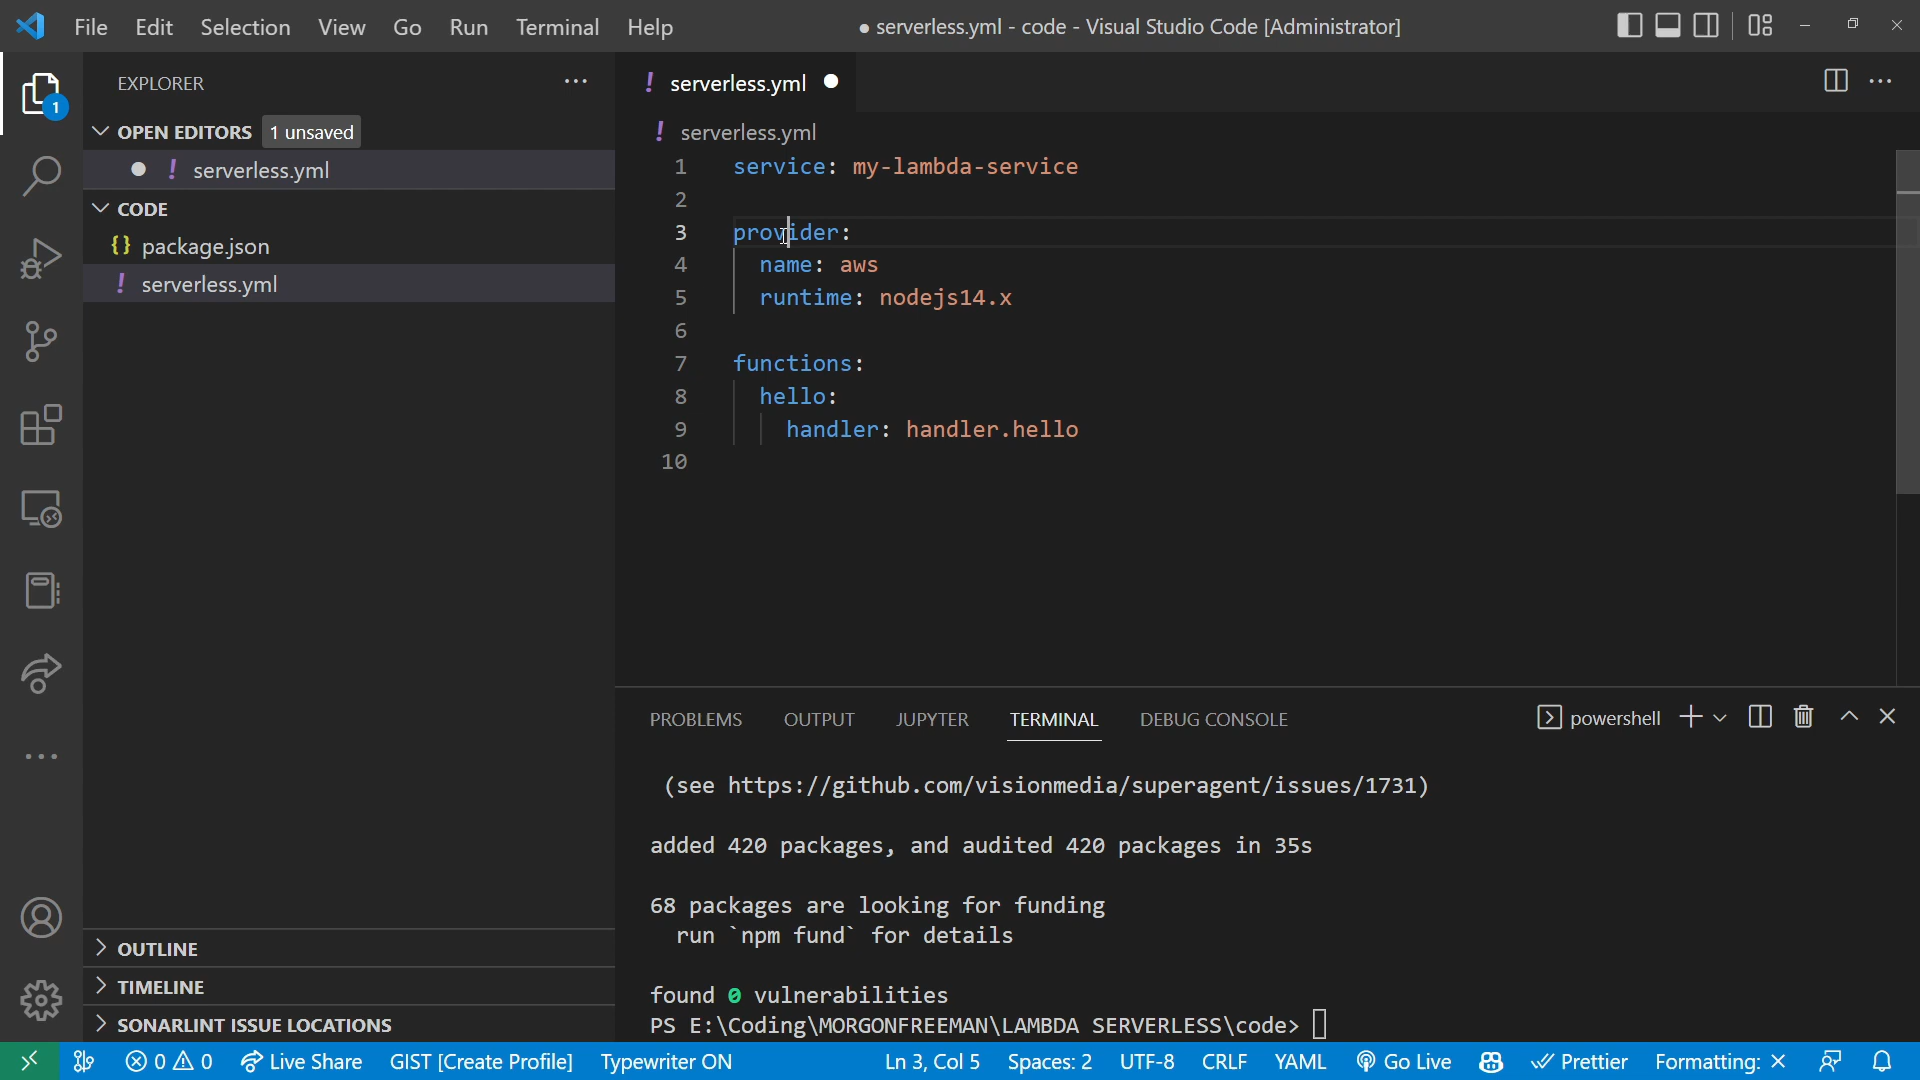 File Edit Selection View Go Run Terminal Help ● serverless.yml - code - Visual Studio Code [Administrator]
EXPLORER
1
OPEN EDITORS 1 unsaved
! serverless.yml
CODE
{} package.json
! serverless.yml
OUTLINE
TIMELINE
SONARLINT ISSUE LOCATIONS
! serverless.yml
! serverless.yml
1 service: my-lambda-service
2
3 provider:
4 name: aws
5 runtime: nodejs14.x
6
7 functions:
8 hello:
9 handler: handler.hello
10
PROBLEMS OUTPUT JUPYTER TERMINAL DEBUG CONSOLE powershell
(see https://github.com/visionmedia/superagent/issues/1731)
added 420 packages, and audited 420 packages in 35s
68 packages are looking for funding
run `npm fund` for details
found 0 vulnerabilities
PS E:\Coding\MORGONFREEMAN\LAMBDA SERVERLESS\code>
0 0 Live Share GIST [Create Profile] Typewriter ON Ln 3, Col 5 Spaces: 2 UTF-8 CRLF YAML Go Live Prettier Formatting: ×